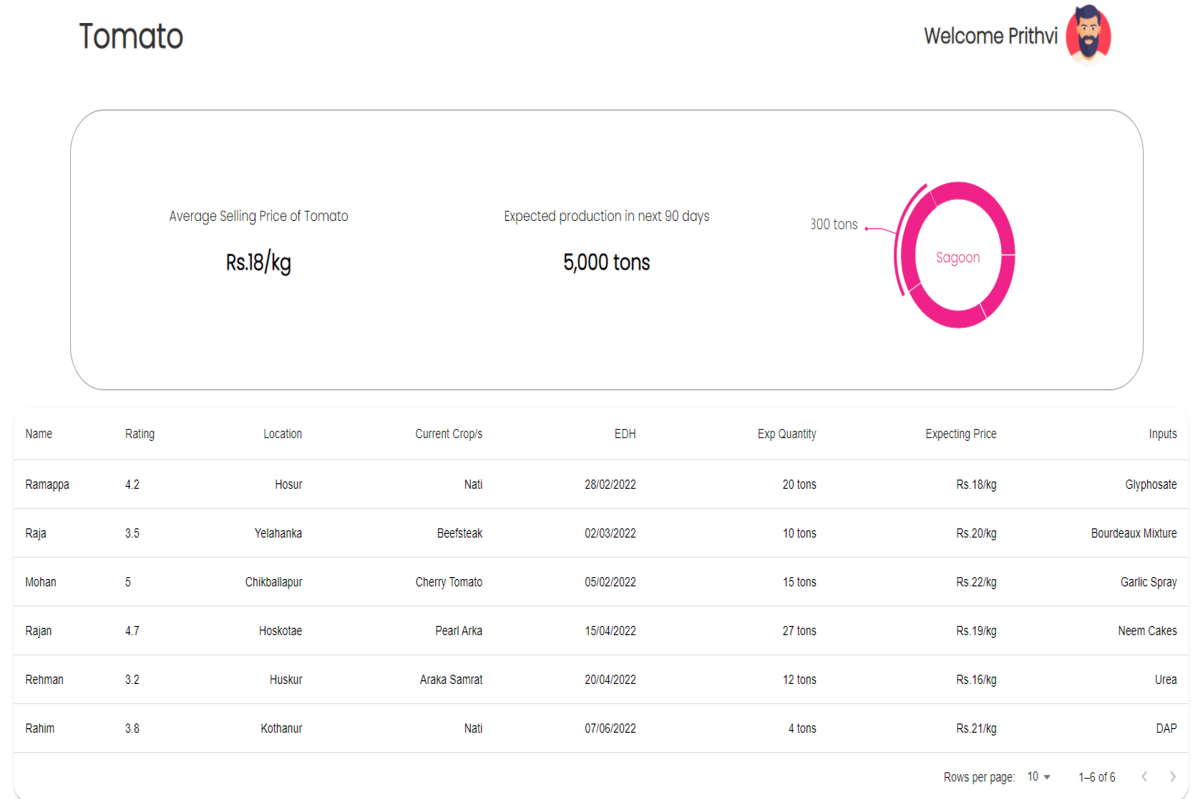 Tomato
Welcome Prithvi
Average Selling Price of Tomato
Rs.18/kg
Expected production in next 90 days
5,000 tons
300 tons
Sagoon
Name Rating Location Current Crop/s EDH Exp Quantity Expecting Price Inputs
Ramappa 4.2 Hosur Nati 28/02/2022 20 tons Rs.18/kg Glyphosate
Raja 3.5 Yelahanka Beefsteak 02/03/2022 10 tons Rs.20/kg Bourdeaux Mixture
Mohan 5 Chikballapur Cherry Tomato 05/02/2022 15 tons Rs.22/kg Garlic Spray
Rajan 4.7 Hoskotae Pearl Arka 15/04/2022 27 tons Rs.19/kg Neem Cakes
Rehman 3.2 Huskur Araka Samrat 20/04/2022 12 tons Rs.16/kg Urea
Rahim 3.8 Kothanur Nati 07/06/2022 4 tons Rs.21/kg DAP
Rows per page: 10 1–6 of 6